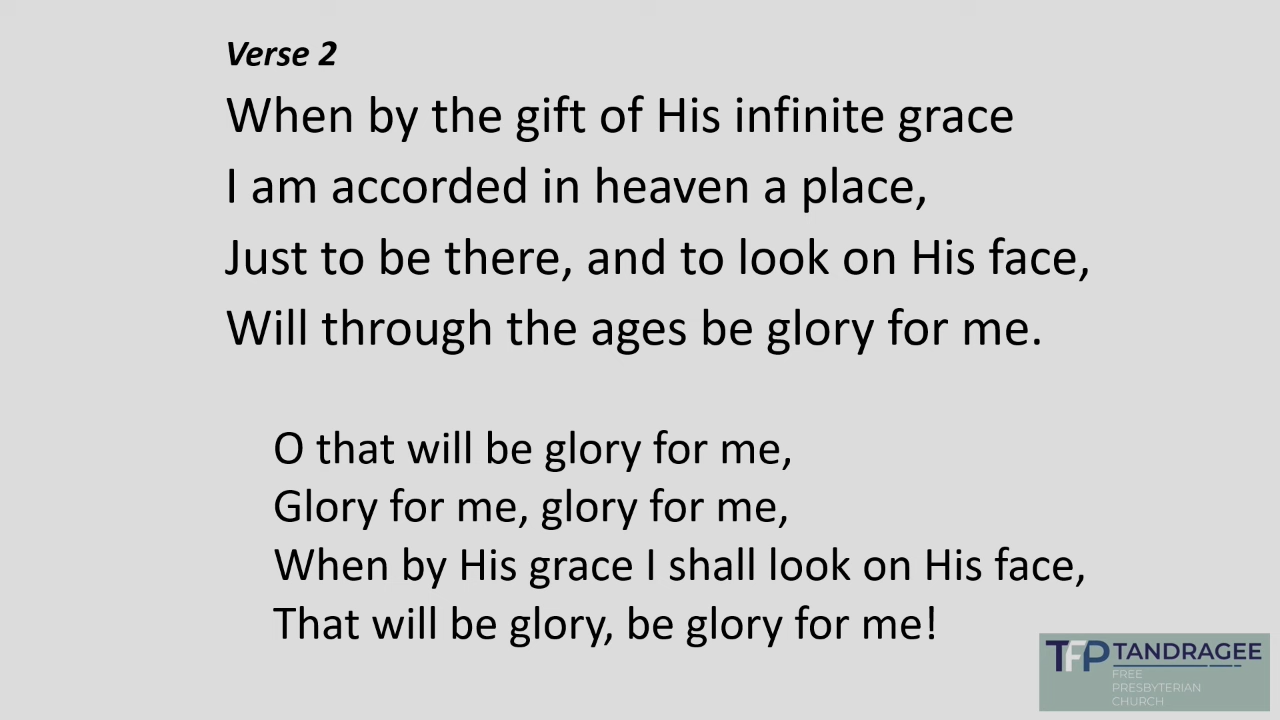 Verse 2
When by the gift of His infinite grace
I am accorded in heaven a place,
Just to be there, and to look on His face,
Will through the ages be glory for me.
O that will be glory for me,
Glory for me, glory for me,
When by His grace I shall look on His face,
That will be glory, be glory for me!
TFP TANDRAGEE
FREE
PRESBYTERIAN
CHURCH